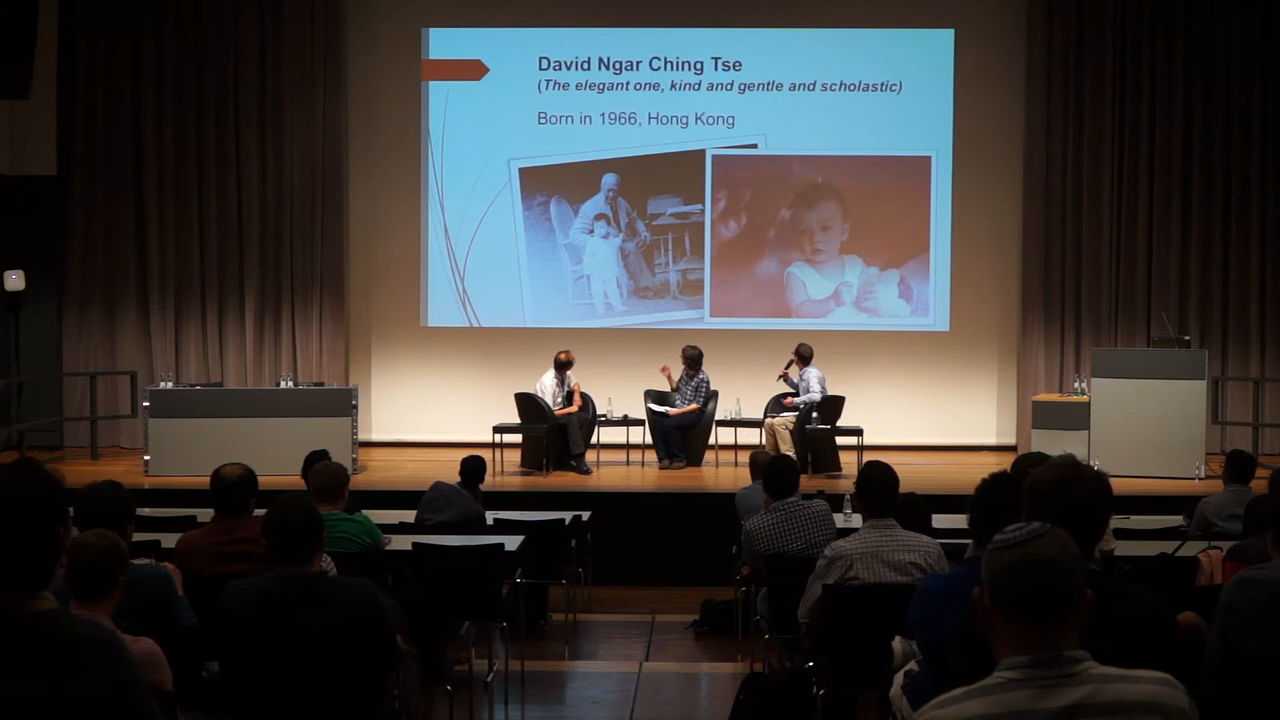 David Ngar Ching Tse
(The elegant one, kind and gentle and scholastic)
Born in 1966, Hong Kong